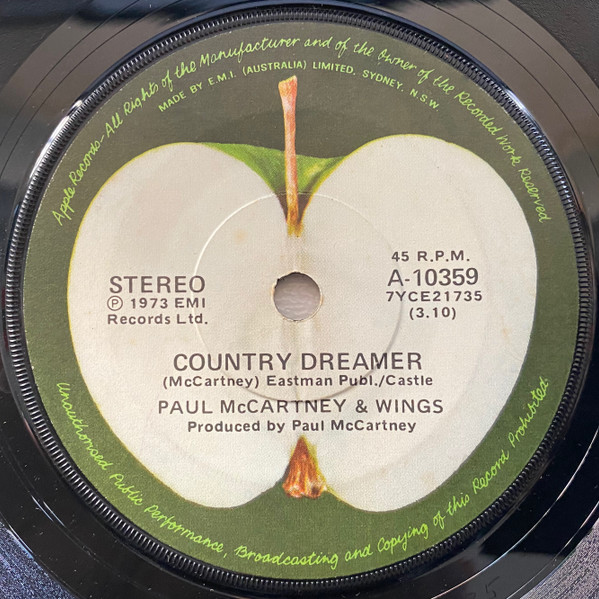 Apple Records–All Rights of the Manufacturer and of the Owner of the Recorded Work Reserved
MADE BY E.M.I. (AUSTRALIA) LIMITED, SYDNEY, N.S.W.
STEREO
Ⓟ 1973 EMI
Records Ltd.
45 R.P.M.
A-10359
7YCE21735
(3.10)
COUNTRY DREAMER
(McCartney) Eastman Publ./Castle
PAUL McCARTNEY & WINGS
Produced by Paul McCartney
Unauthorised Public Performance, Broadcasting and Copying of this Record Prohibited